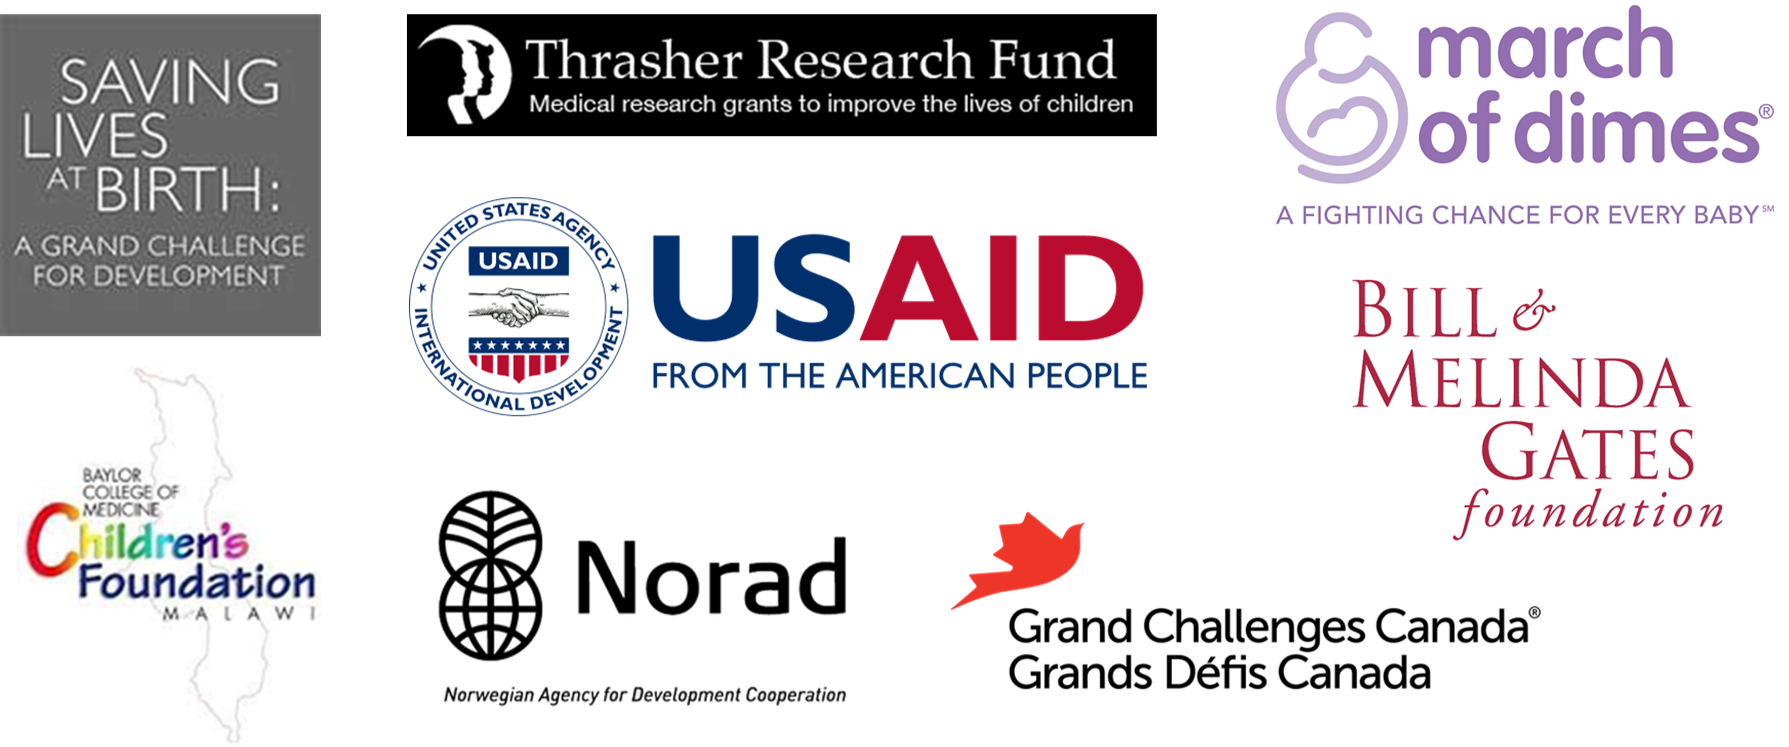 SAVING
LIVES
AT BIRTH:
A GRAND CHALLENGE
FOR DEVELOPMENT
Thrasher Research Fund
Medical research grants to improve the lives of children
march
of dimes®
A FIGHTING CHANCE FOR EVERY BABY℠
UNITED STATES AGENCY
USAID
INTERNATIONAL DEVELOPMENT
USAID
FROM THE AMERICAN PEOPLE
BILL &
MELINDA
GATES
foundation
BAYLOR
COLLEGE OF
MEDICINE
Children's
Foundation
MALAWI
Norad
Norwegian Agency for Development Cooperation
Grand Challenges Canada®
Grands Défis Canada